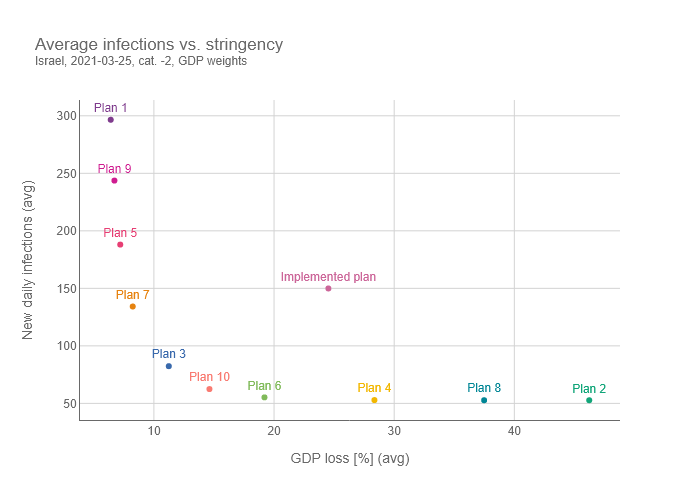 Average infections vs. stringency
Israel, 2021-03-25, cat. -2, GDP weights
New daily infections (avg)
300
250
200
150
100
50
Plan 1
Plan 9
Plan 5
Implemented plan
Plan 7
Plan 3
Plan 10
Plan 6
Plan 4
Plan 8
Plan 2
10
20
30
40
GDP loss [%] (avg)